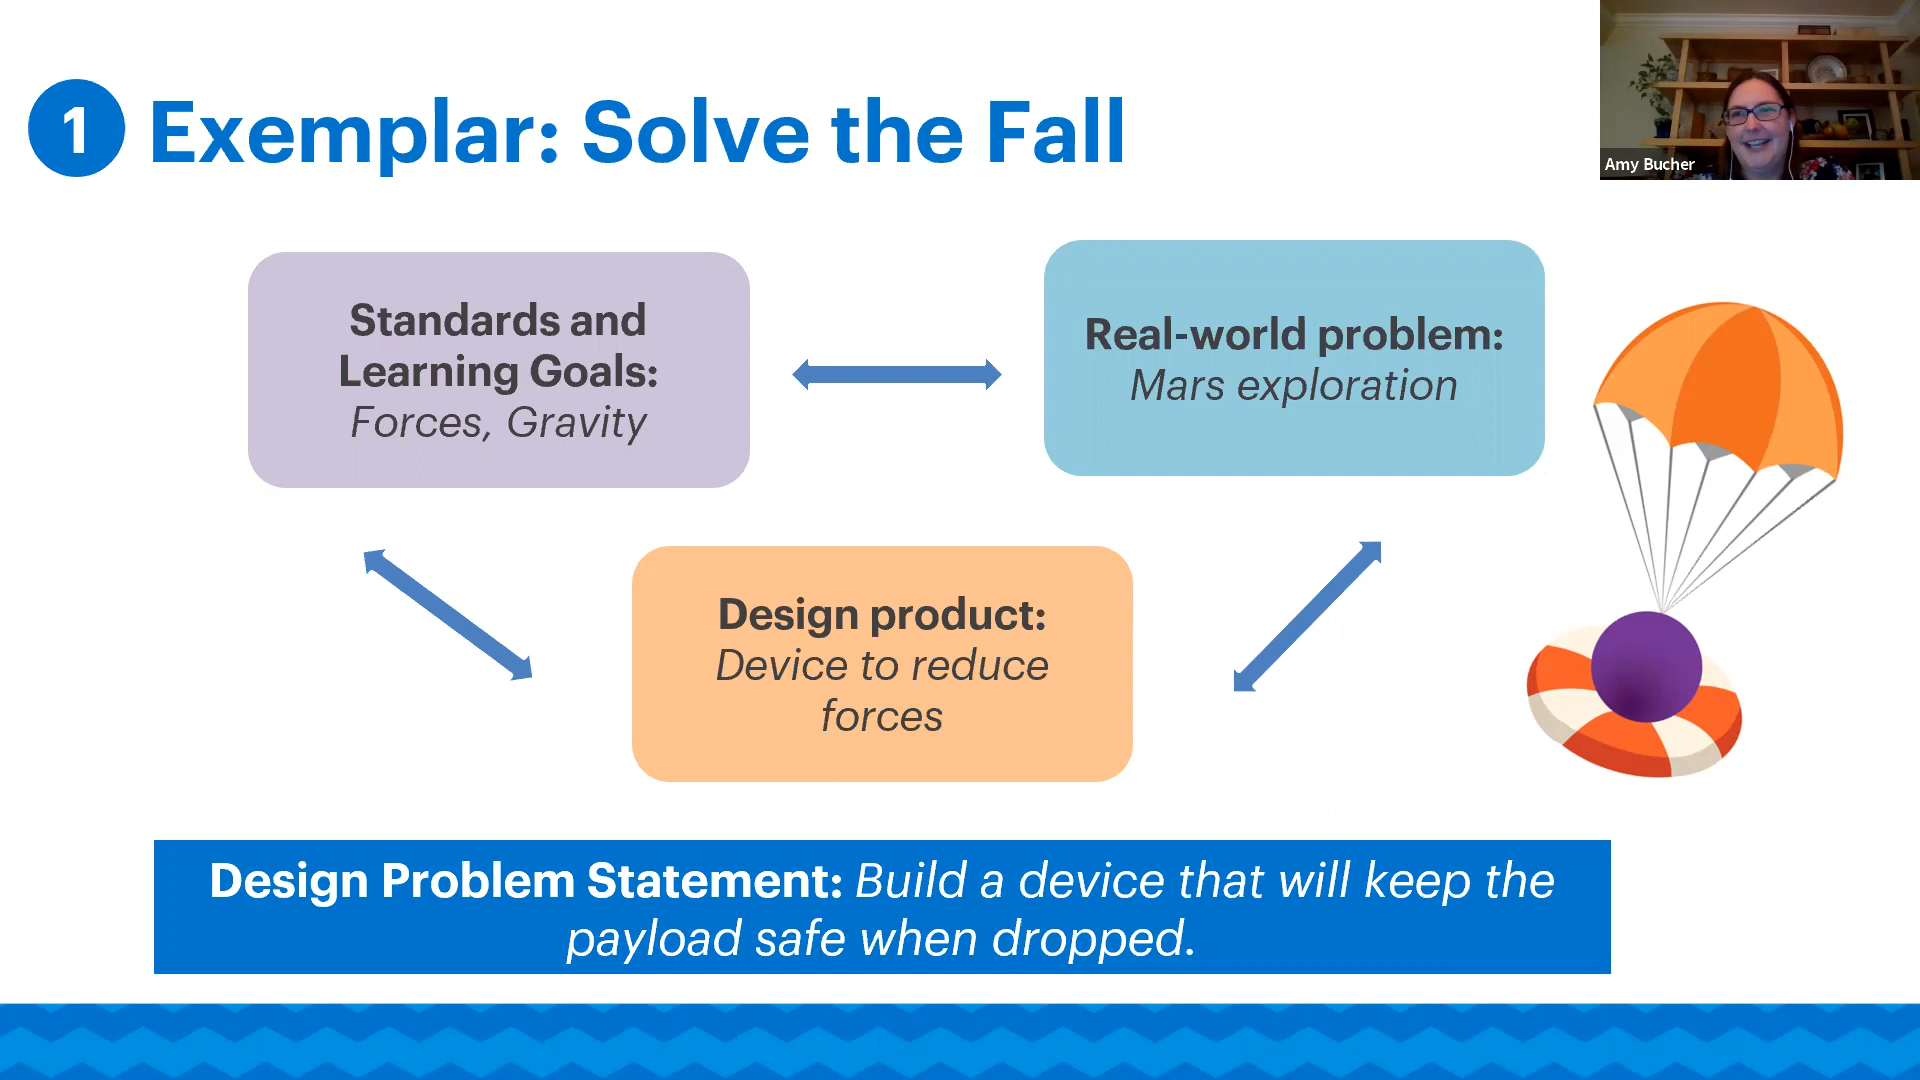 1 Exemplar: Solve the Fall
Amy Bucher
Standards and
Learning Goals:
Forces, Gravity
Real-world problem:
Mars exploration
Design product:
Device to reduce
forces
Design Problem Statement: Build a device that will keep the
payload safe when dropped.